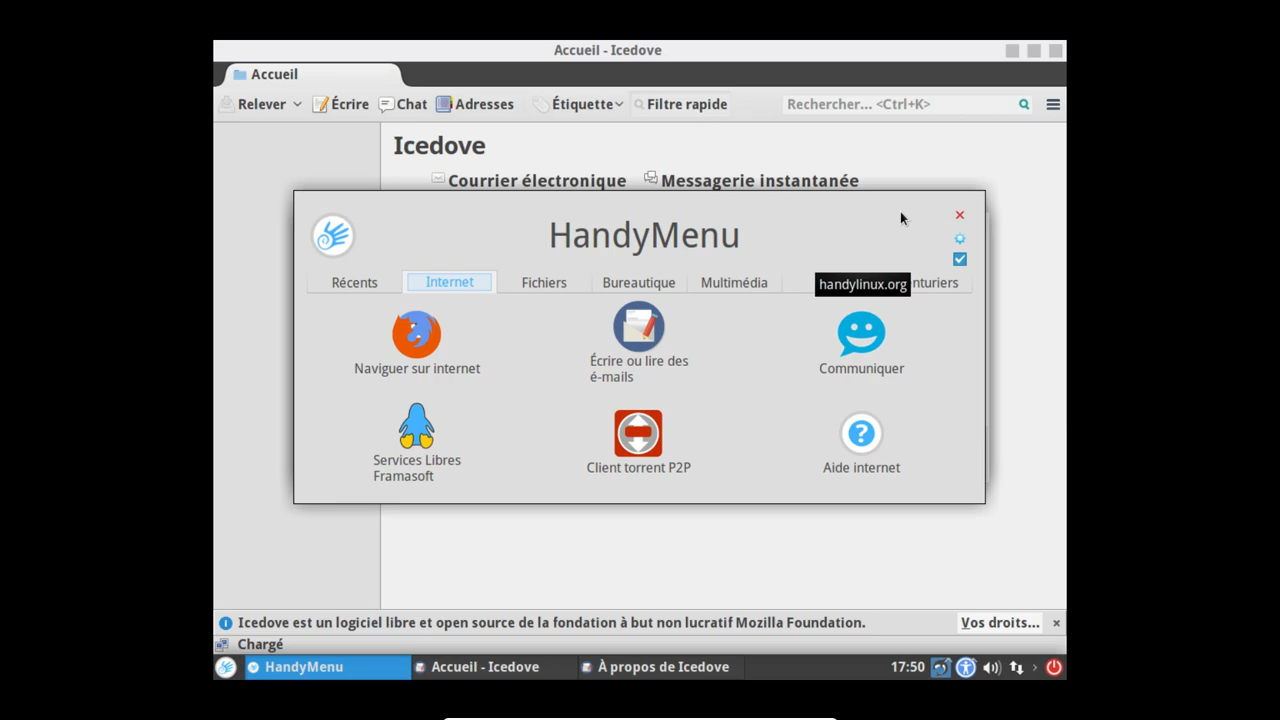 Accueil - Icedove
Accueil
Relever Écrire Chat Adresses Étiquette Filtre rapide Rechercher... <Ctrl+K>
Icedove
Courrier électronique Messagerie instantanée
HandyMenu
Récents Internet Fichiers Bureautique Multimédia
handylinux.org
Naviguer sur internet
Écrire ou lire des
é-mails
Communiquer
Services Libres
Framasoft
Client torrent P2P
Aide internet
Icedove est un logiciel libre et open source de la fondation à but non lucratif Mozilla Foundation. Vos droits...
Chargé
HandyMenu Accueil - Icedove À propos de Icedove 17:50